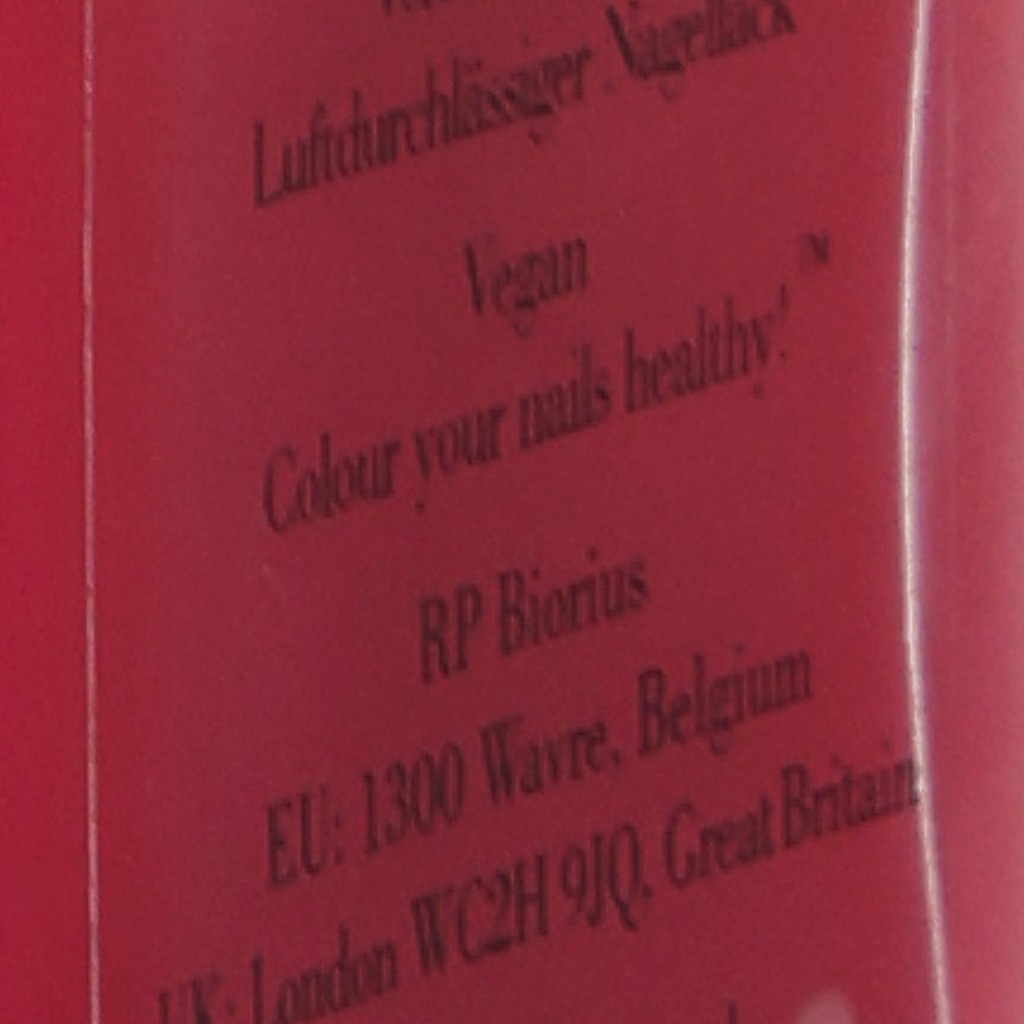 Luftdurchlässiger Nagellack
Vegan
Colour your nails healthy!™
RP Biorius
EU: 1300 Wavre, Belgium
UK: London WC2H 9JQ, Great Britain